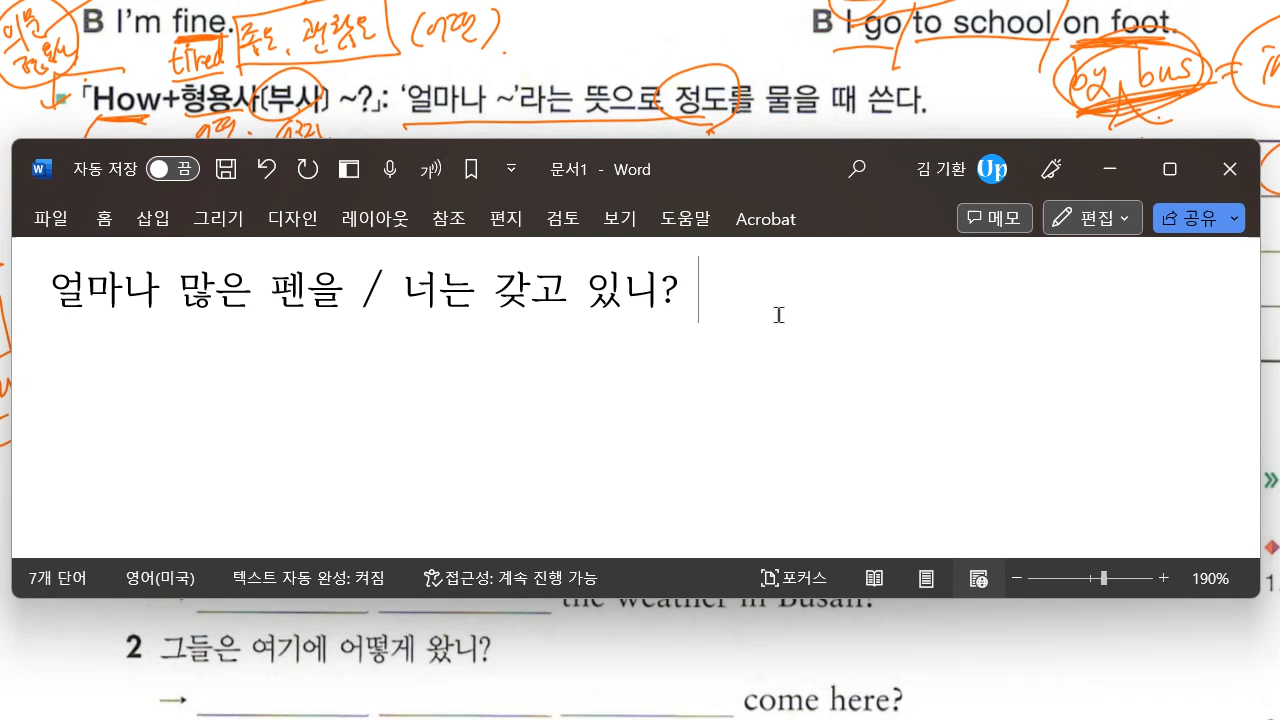 의문
B I'm fine.
tired
(어떤).
B I go to school on foot.
by bus =
「How+형용사(부사) ~?」: '얼마나 ~'라는 뜻으로 정도를 물을 때 쓴다.
자동 저장 끔 문서1 - Word 김 기환 Up
파일 홈 삽입 그리기 디자인 레이아웃 참조 편지 검토 보기 도움말 Acrobat 메모 편집 공유
얼마나 많은 펜을 / 너는 갖고 있니?
7개 단어 영어(미국) 텍스트 자동 완성: 켜짐 접근성: 계속 진행 가능 포커스 190%
the weather in Busan?
2 그들은 여기에 어떻게 왔니?
→ come here?